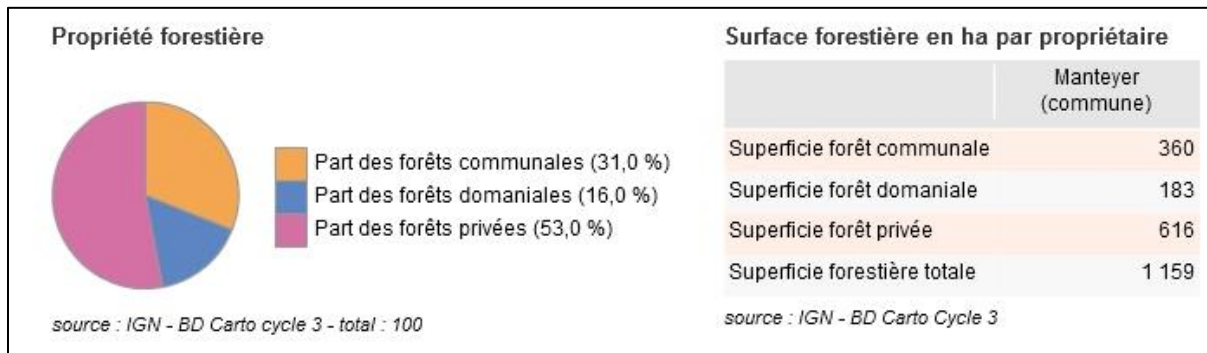 Propriété forestière
Part des forêts communales (31,0 %)
Part des forêts domaniales (16,0 %)
Part des forêts privées (53,0 %)
source : IGN - BD Carto cycle 3 - total : 100
Surface forestière en ha par propriétaire
Manteyer
(commune)
Superficie forêt communale 360
Superficie forêt domaniale 183
Superficie forêt privée 616
Superficie forestière totale 1 159
source : IGN - BD Carto Cycle 3